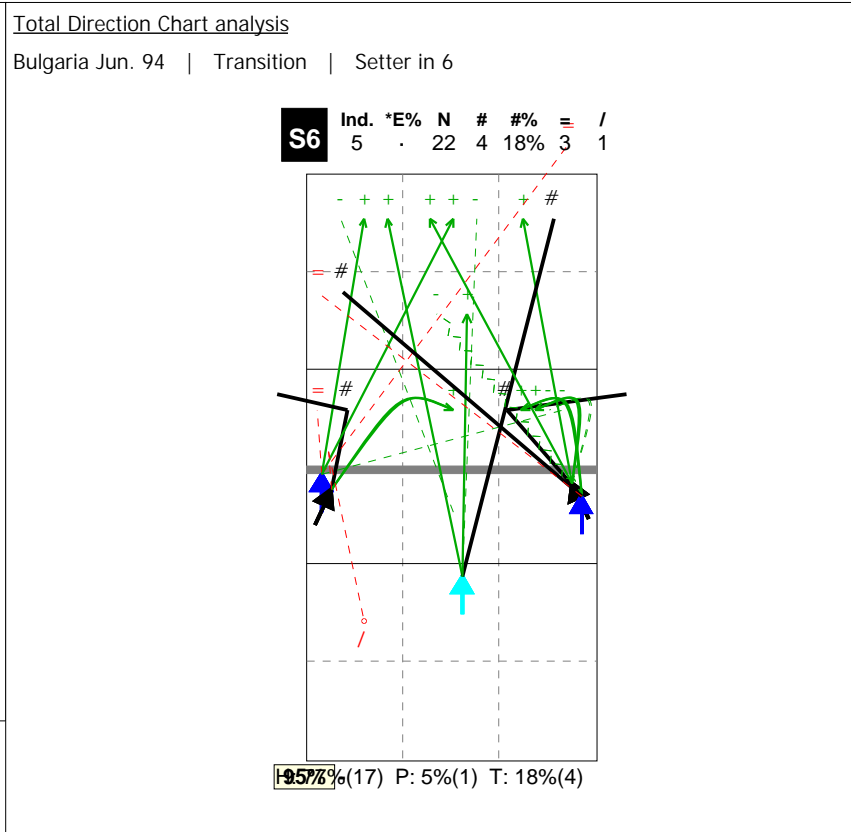 Total Direction Chart analysis
Bulgaria Jun. 94 | Transition | Setter in 6
S6 Ind. *E% N # #% = /
5 . 22 4 18% 3 1
=
- + + + + - + #
= #
- +
= # + # + + - -
/
95% %(17) P: 5%(1) T: 18%(4)